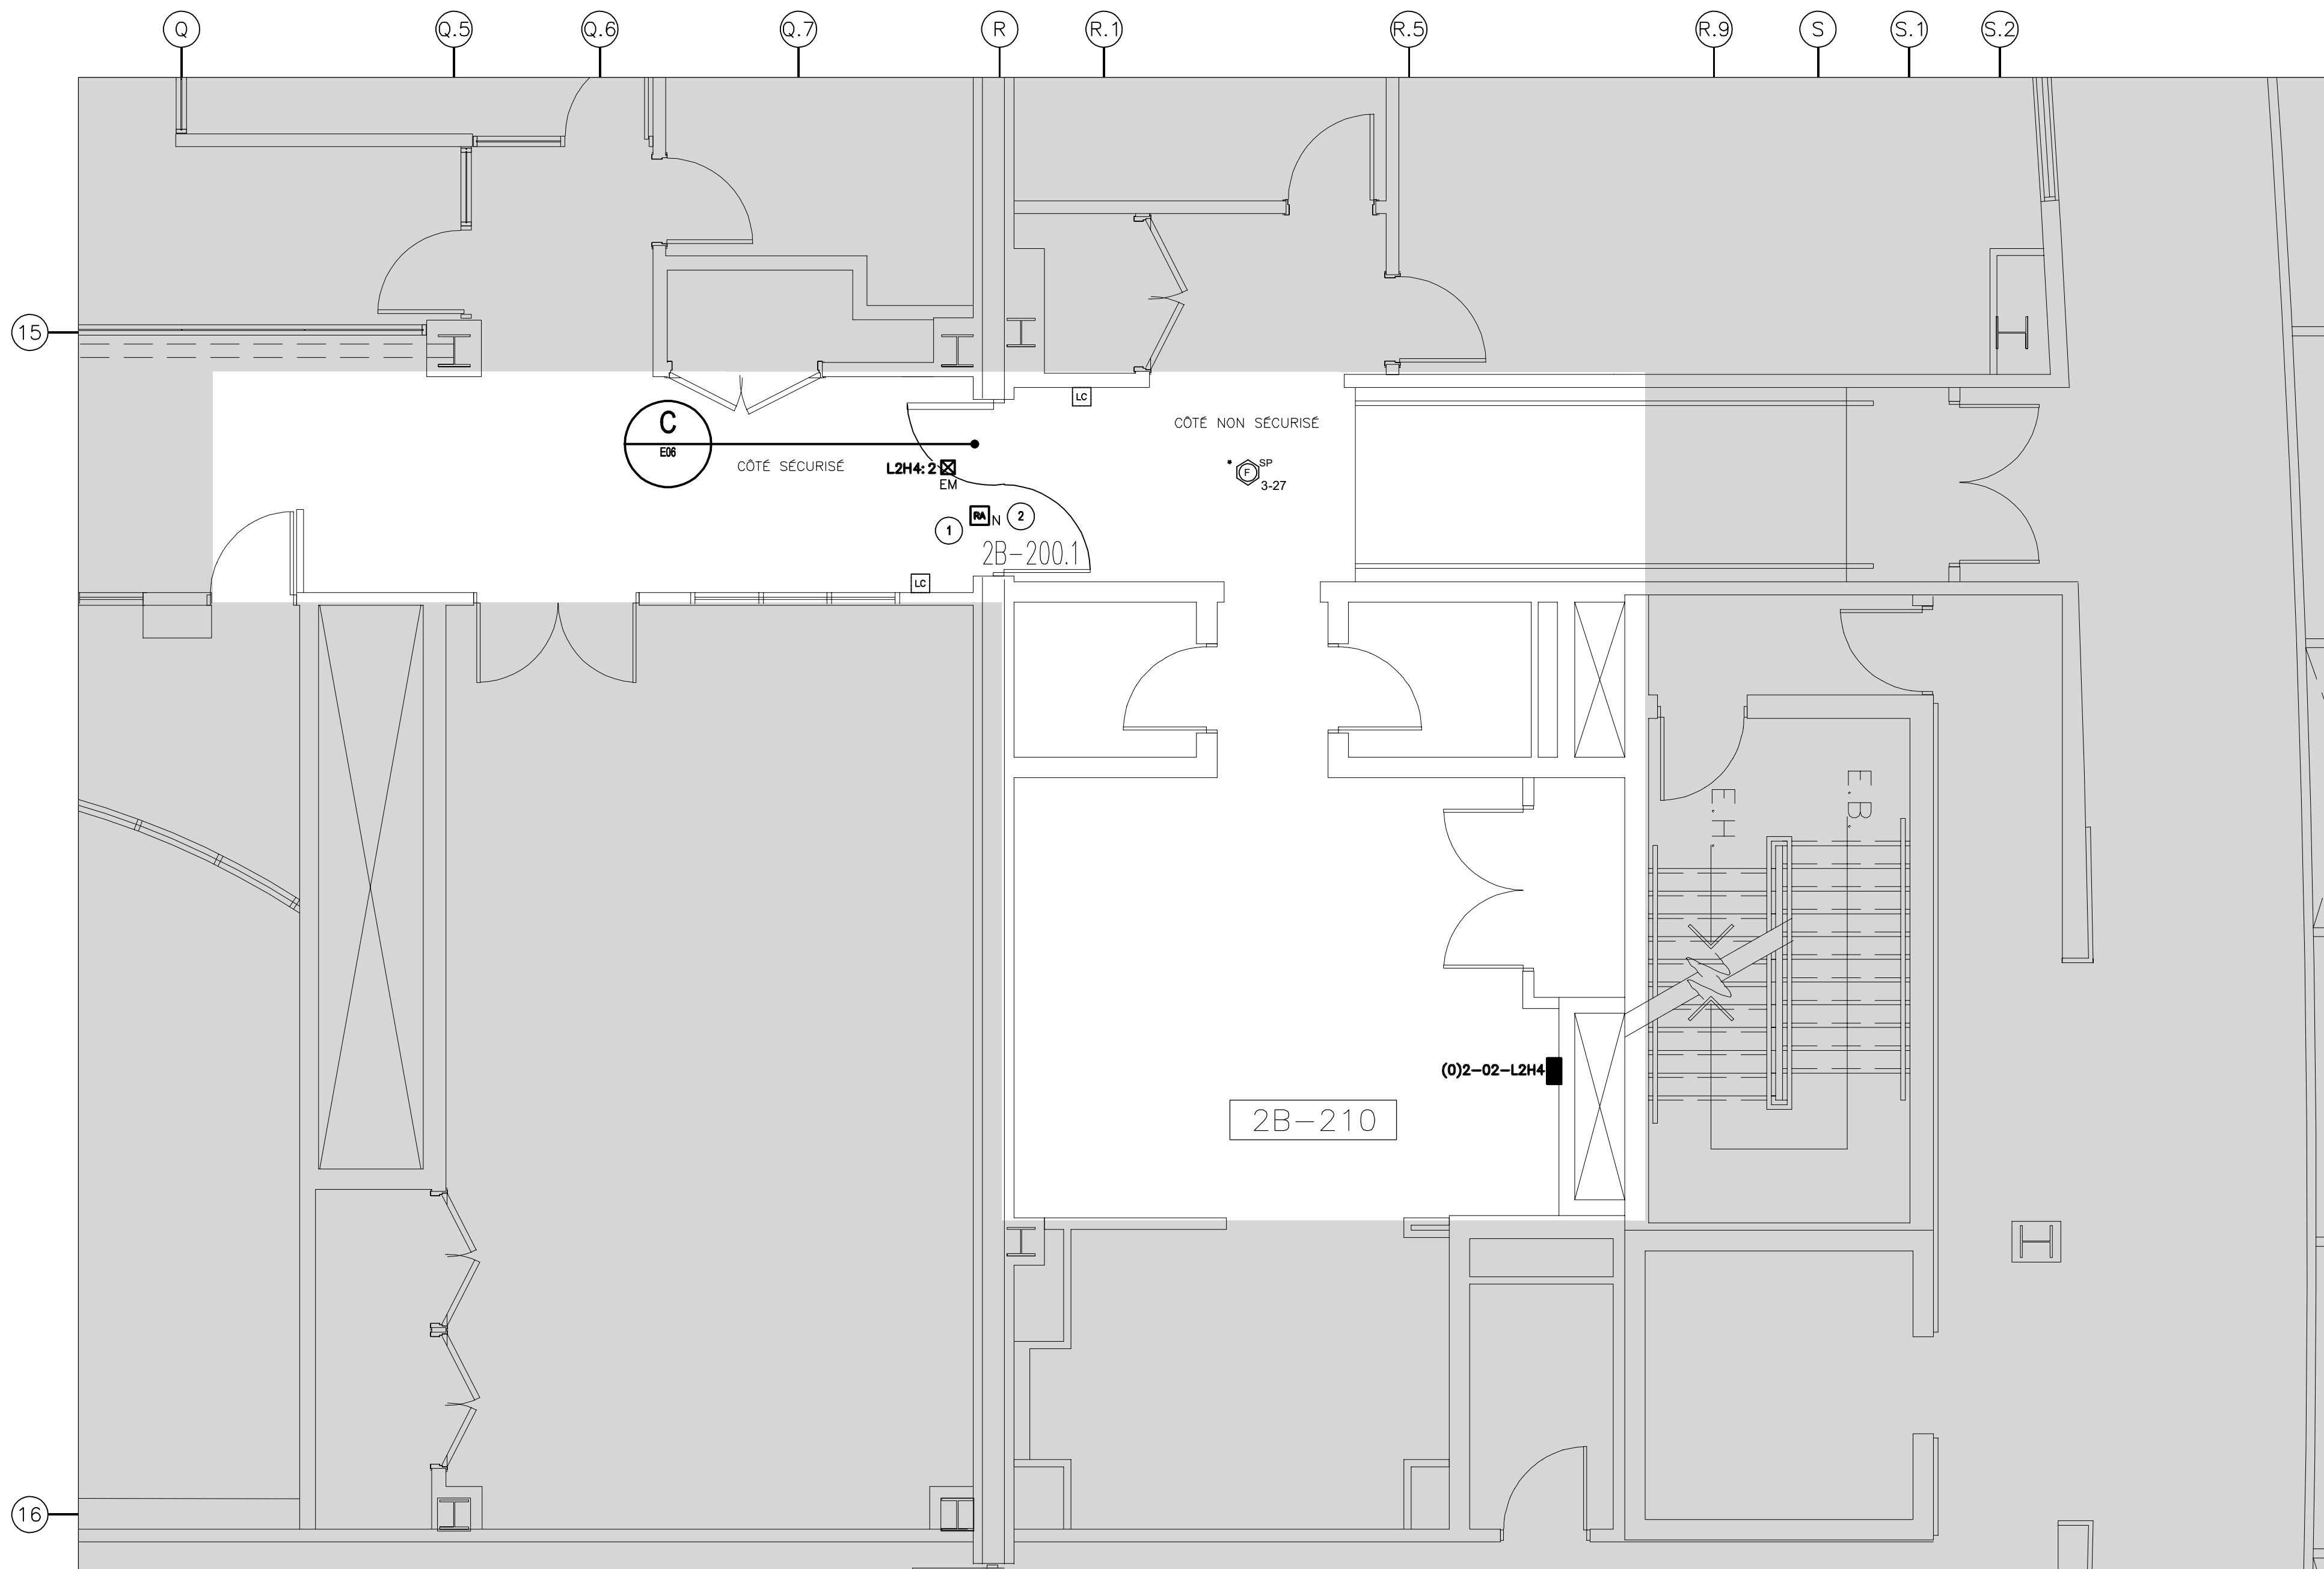 Q Q.5 Q.6 Q.7 R R.1 R.5 R.9 S S.1 S.2
15
C
E06
CÔTÉ SÉCURISÉ
L2H4: 2
EM
LC
CÔTÉ NON SÉCURISÉ
* F SP
3-27
1
RA N
2
2B-200.1
LC
E.H.
E.B.
(0)2-02-L2H4
2B-210
16